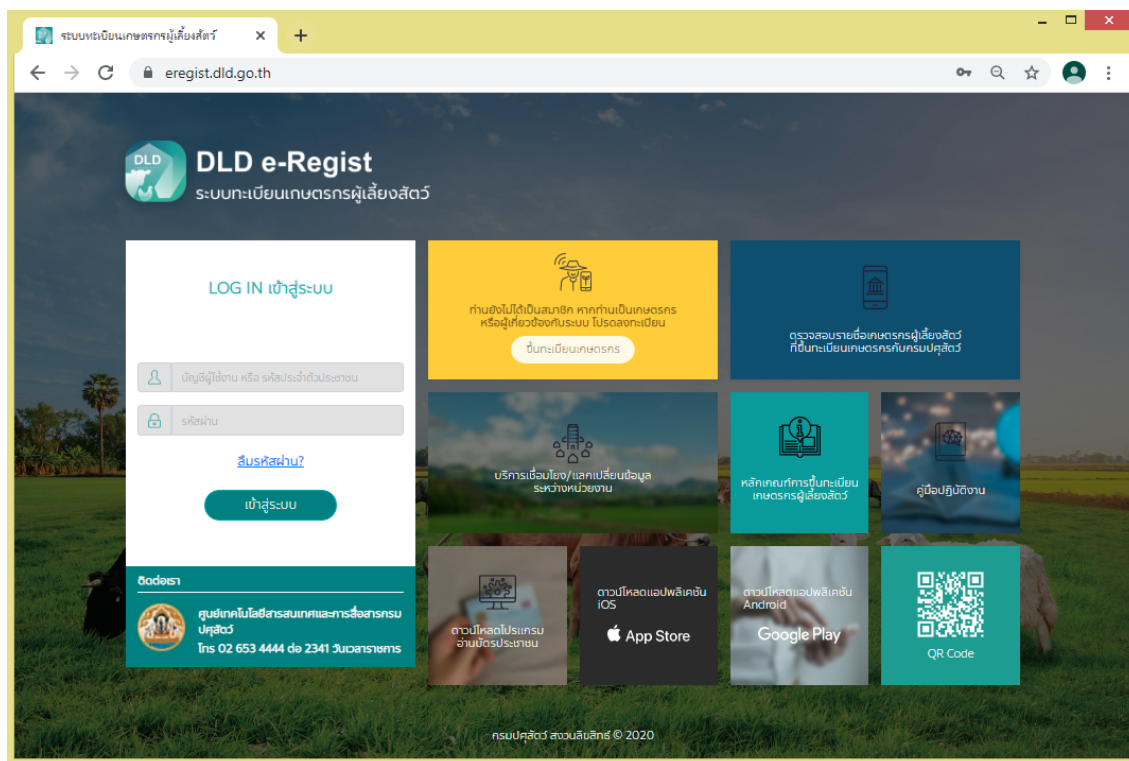 ระบบทะเบียนเกษตรกรผู้เลี้ยงสัตว์
eregist.dld.go.th
DLD
DLD e-Regist
ระบบทะเบียนเกษตรกรผู้เลี้ยงสัตว์
LOG IN เข้าสู่ระบบ
บัญชีผู้ใช้งาน หรือ รหัสประจำตัวประชาชน
รหัสผ่าน
ลืมรหัสผ่าน?
เข้าสู่ระบบ
ติดต่อเรา
ศูนย์เทคโนโลยีสารสนเทศและการสื่อสารกรม
ปศุสัตว์
โทร 02 653 4444 ต่อ 2341 วันเวลาราชการ
ท่านยังไม่ได้เป็นสมาชิก หากท่านเป็นเกษตรกร
หรือผู้เกี่ยวข้องกับระบบ โปรดลงทะเบียน
ขึ้นทะเบียนเกษตรกร
ตรวจสอบรายชื่อเกษตรกรผู้เลี้ยงสัตว์
ที่ขึ้นทะเบียนเกษตรกรกับกรมปศุสัตว์
บริการเชื่อมโยง/แลกเปลี่ยนข้อมูล
ระหว่างหน่วยงาน
หลักเกณฑ์การขึ้นทะเบียน
เกษตรกรผู้เลี้ยงสัตว์
คู่มือปฏิบัติงาน
ดาวน์โหลดโปรแกรม
อ่านบัตรประชาชน
ดาวน์โหลดแอปพลิเคชัน
iOS
App Store
ดาวน์โหลดแอปพลิเคชัน
Android
Google Play
QR Code
กรมปศุสัตว์ สงวนลิขสิทธิ์ © 2020